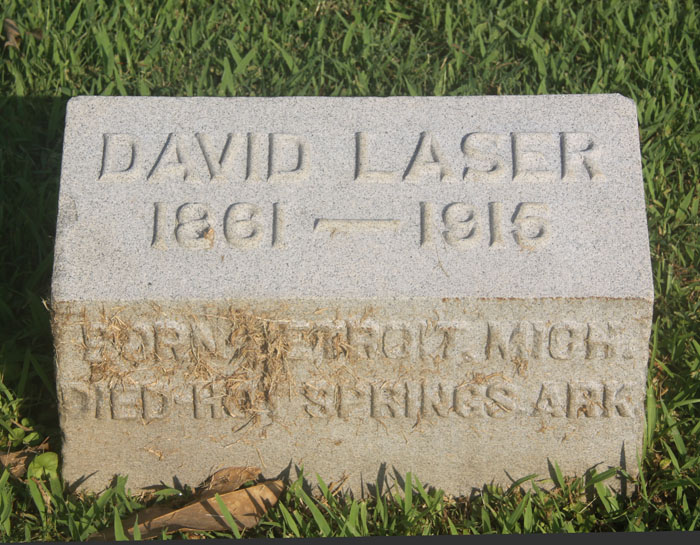 DAVID LASER
1861 — 1915
BORN DETROIT. MICH.
DIED HOT SPRINGS ARK